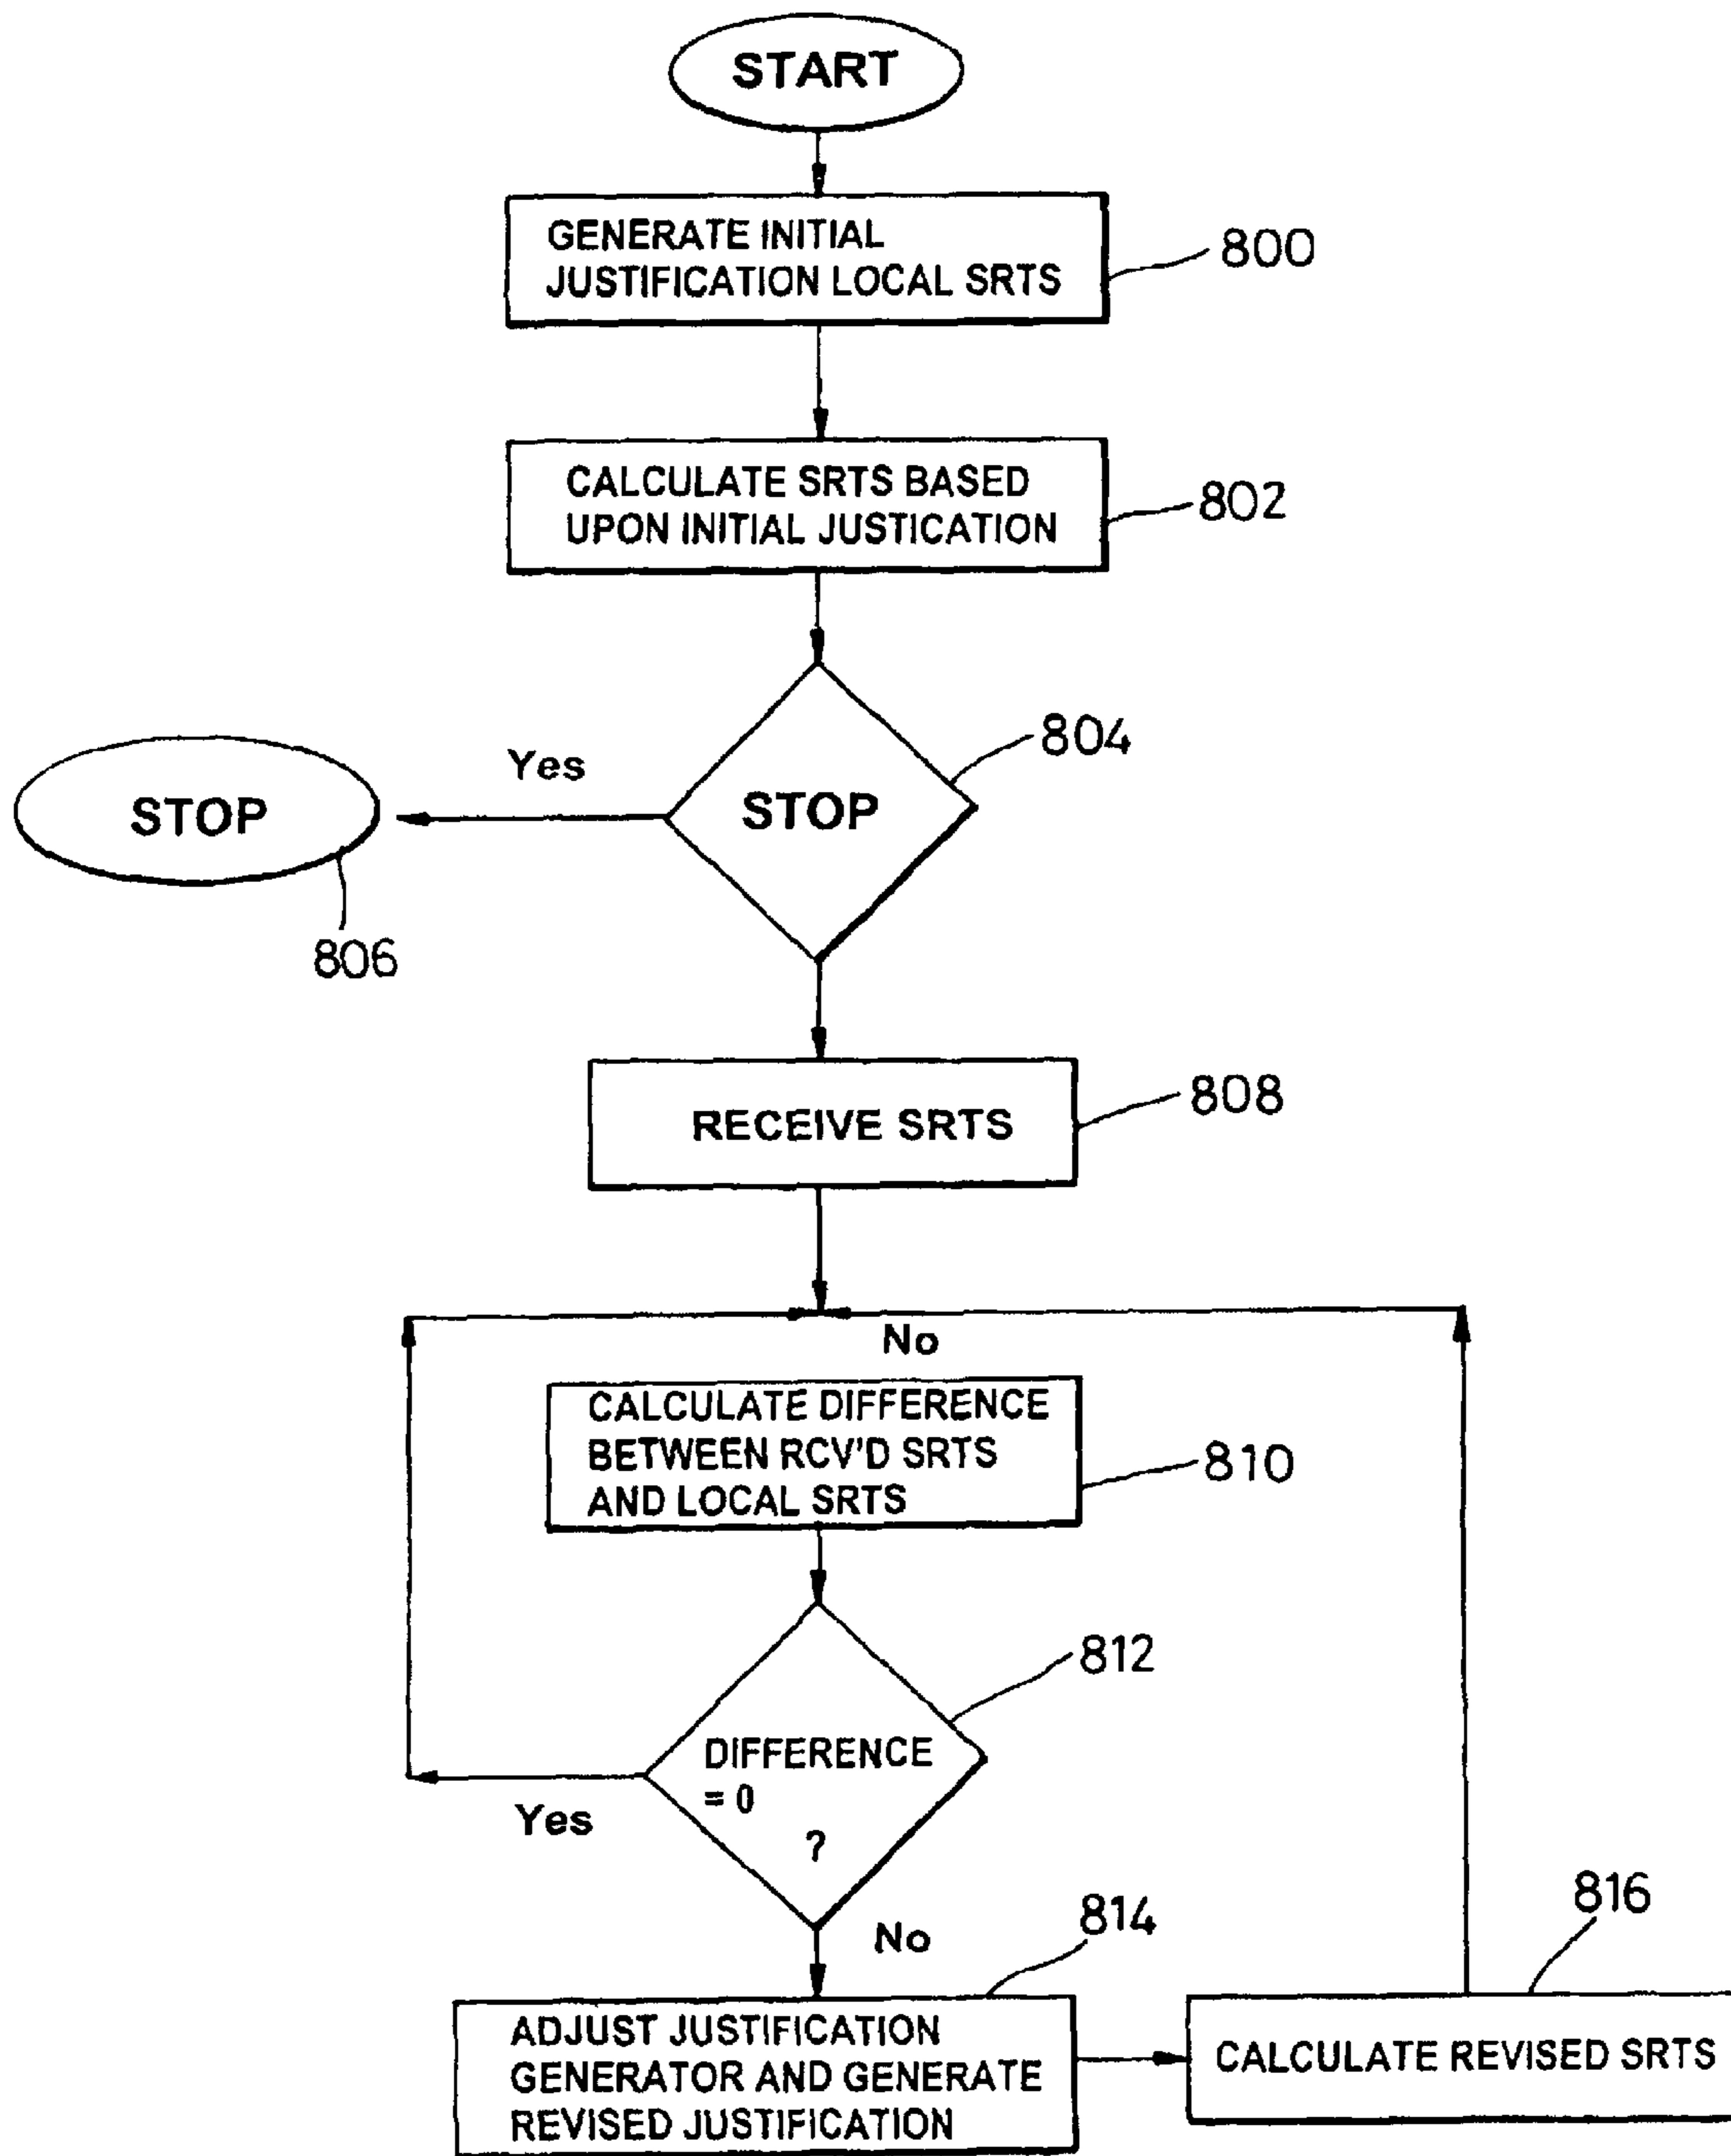 START
GENERATE INITIAL
JUSTIFICATION LOCAL SRTS
800
CALCULATE SRTS BASED
UPON INITIAL JUSTICATION
802
804
Yes
STOP
STOP
806
RECEIVE SRTS
808
No
CALCULATE DIFFERENCE
BETWEEN RCV'D SRTS
AND LOCAL SRTS
810
812
DIFFERENCE
= 0
?
Yes
No
814
816
ADJUST JUSTIFICATION
GENERATOR AND GENERATE
REVISED JUSTIFICATION
CALCULATE REVISED SRTS